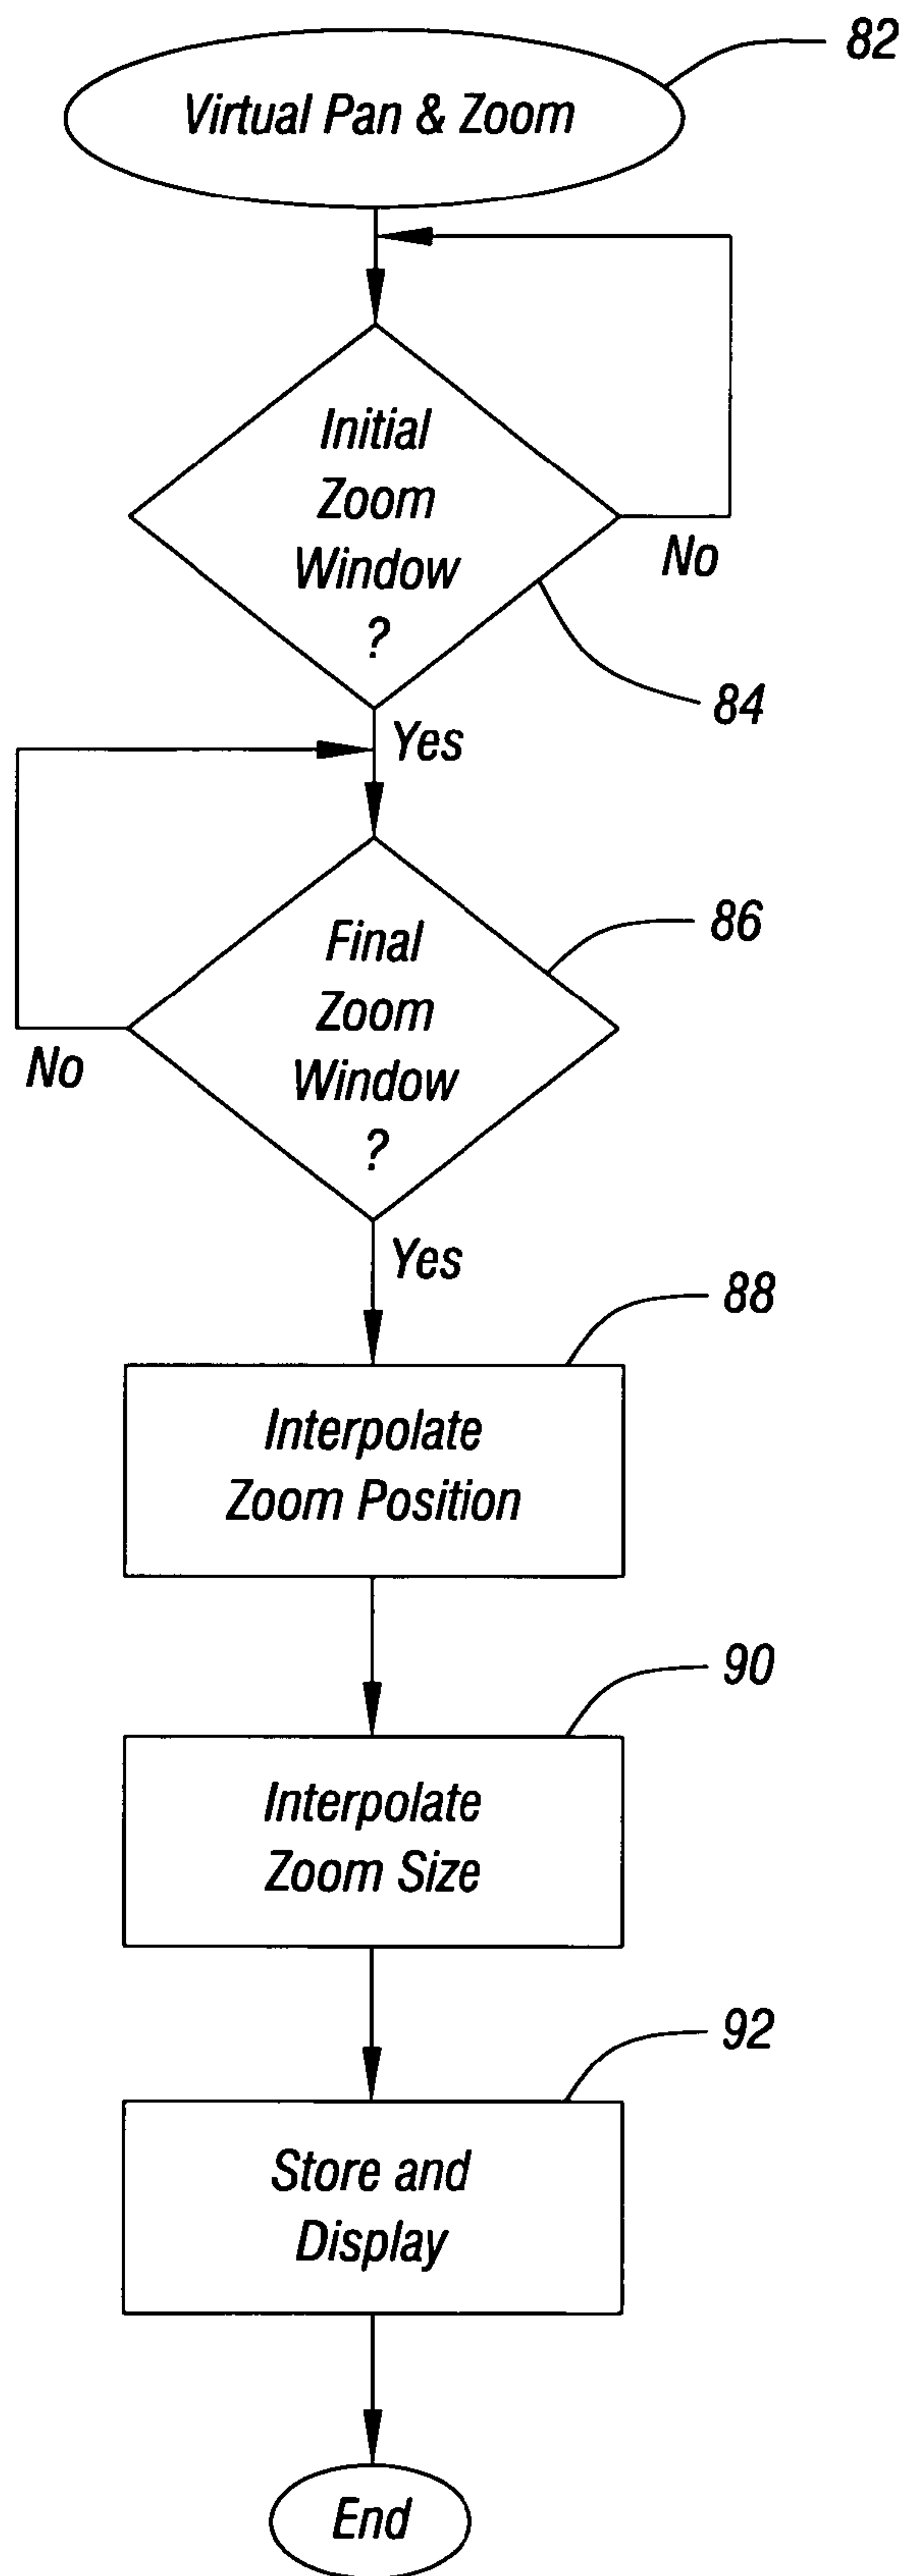 82
Virtual Pan & Zoom
Initial
Zoom
Window
?
No
84
Yes
86
Final
Zoom
Window
?
No
Yes
88
Interpolate
Zoom Position
90
Interpolate
Zoom Size
92
Store and
Display
End